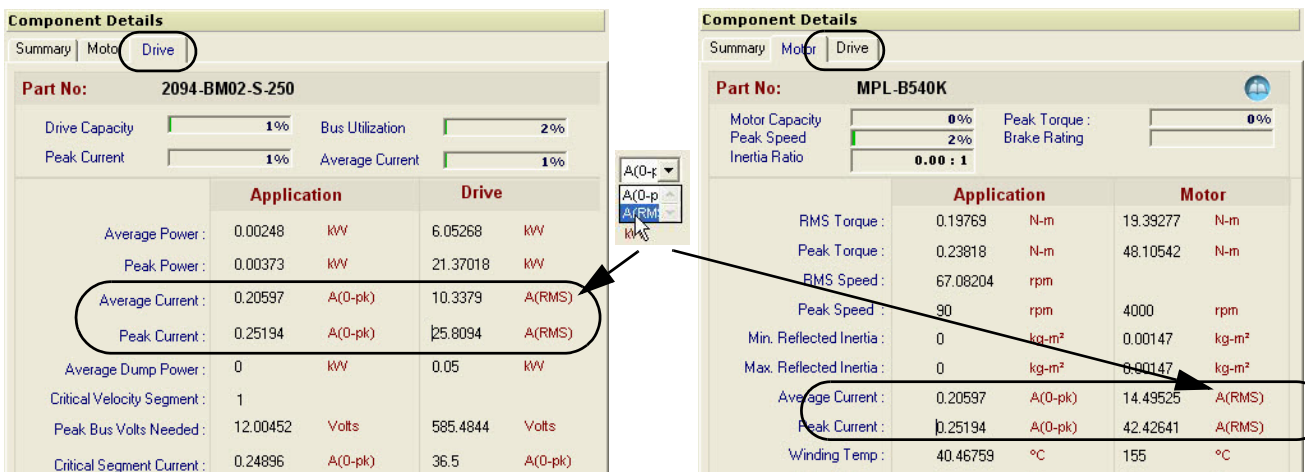 Component Details
Summary Moto Drive
Part No: 2094-BM02-S-250
Drive Capacity 1% Bus Utilization 2%
Peak Current 1% Average Current 1%
Application Drive
Average Power : 0.00248 kW 6.05268 kW
Peak Power : 0.00373 kW 21.37018 kW
Average Current : 0.20597 A(0-pk) 10.3379 A(RMS)
Peak Current : 0.25194 A(0-pk) 25.8094 A(RMS)
Average Dump Power : 0 kW 0.05 kW
Critical Velocity Segment : 1
Peak Bus Volts Needed : 12.00452 Volts 585.4844 Volts
Critical Segment Current : 0.24896 A(0-pk) 36.5 A(0-pk)
A(0-p
A(0-p
A(RM
kW
Component Details
Summary Motor Drive
Part No: MPL-B540K
Motor Capacity 0% Peak Torque : 0%
Peak Speed 2% Brake Rating
Inertia Ratio 0.00 : 1
Application Motor
RMS Torque : 0.19769 N-m 19.39277 N-m
Peak Torque : 0.23818 N-m 48.10542 N-m
RMS Speed : 67.08204 rpm
Peak Speed : 90 rpm 4000 rpm
Min. Reflected Inertia : 0 kg-m² 0.00147 kg-m²
Max. Reflected Inertia : 0 kg-m² 0.00147 kg-m²
Average Current : 0.20597 A(0-pk) 14.49525 A(RMS)
Peak Current : 0.25194 A(0-pk) 42.42641 A(RMS)
Winding Temp : 40.46759 °C 155 °C